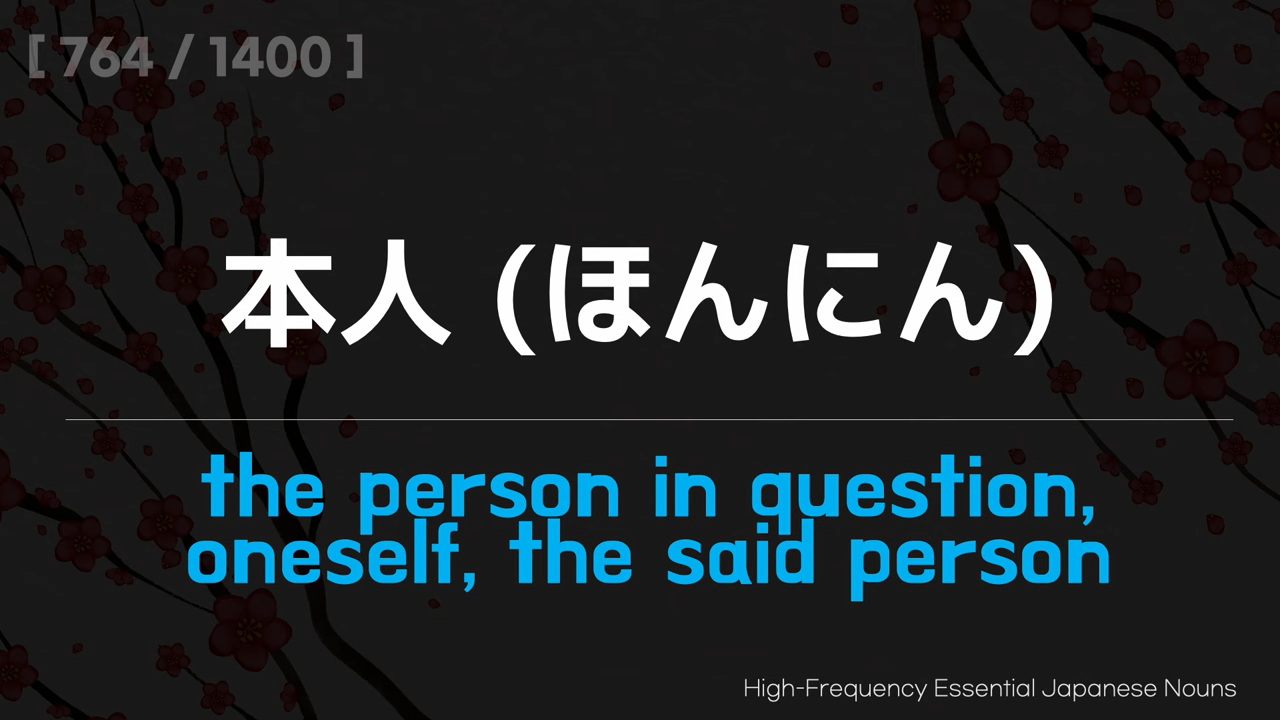 [ 764 / 1400 ]
本人 (ほんにん)
the person in question,
oneself, the said person
High-Frequency Essential Japanese Nouns